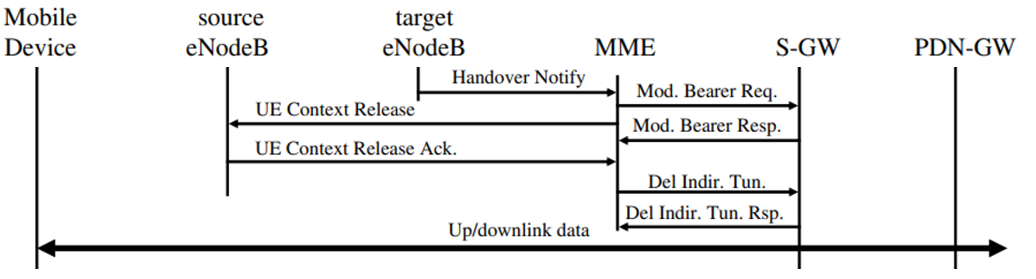 Mobile Device
source eNodeB
target eNodeB
MME
S-GW
PDN-GW
Handover Notify
Mod. Bearer Req.
UE Context Release
Mod. Bearer Resp.
UE Context Release Ack.
Del Indir. Tun.
Del Indir. Tun. Rsp.
Up/downlink data